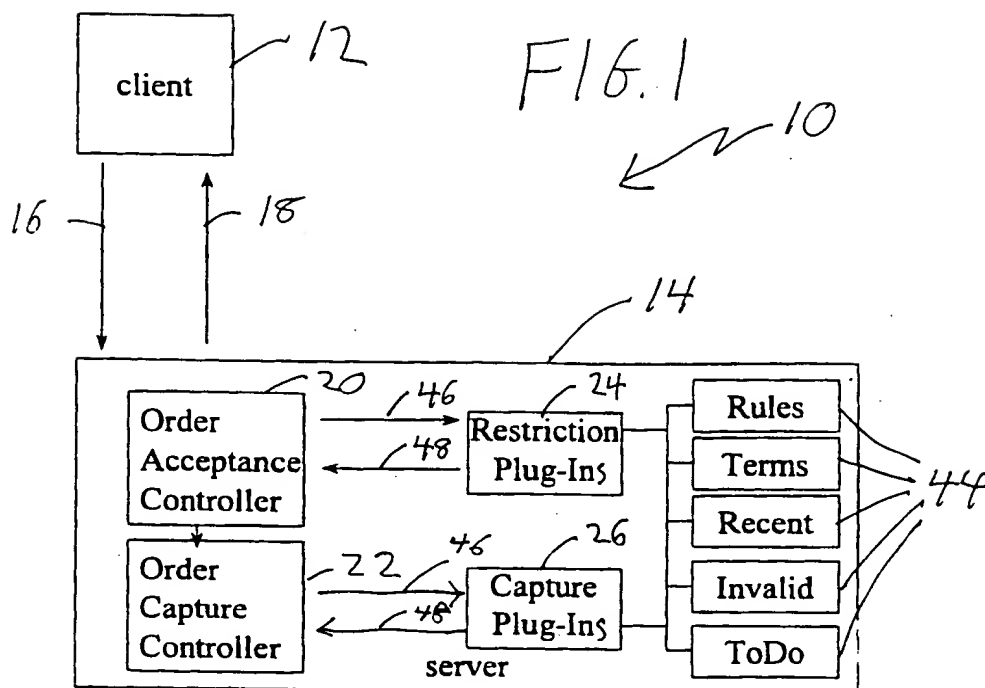 client
12
FIG. 1
10
16
18
14
20
Order
Acceptance
Controller
46
48
24
Restriction
Plug-Ins
Rules
Terms
Recent
Invalid
ToDo
44
Order
Capture
Controller
22
46
48
26
Capture
Plug-Ins
server